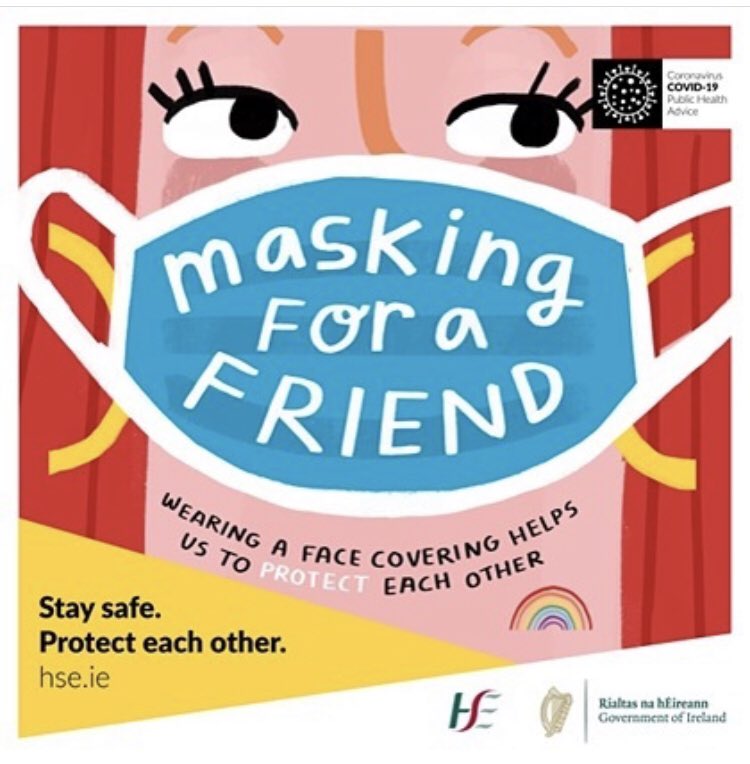 Coronavirus
COVID-19
Public Health
Advice
masking
For a
FRIEND
WEARING A FACE COVERING HELPS
US TO PROTECT EACH OTHER
Stay safe.
Protect each other.
hse.ie
HSE
Rialtas na hÉireann
Government of Ireland